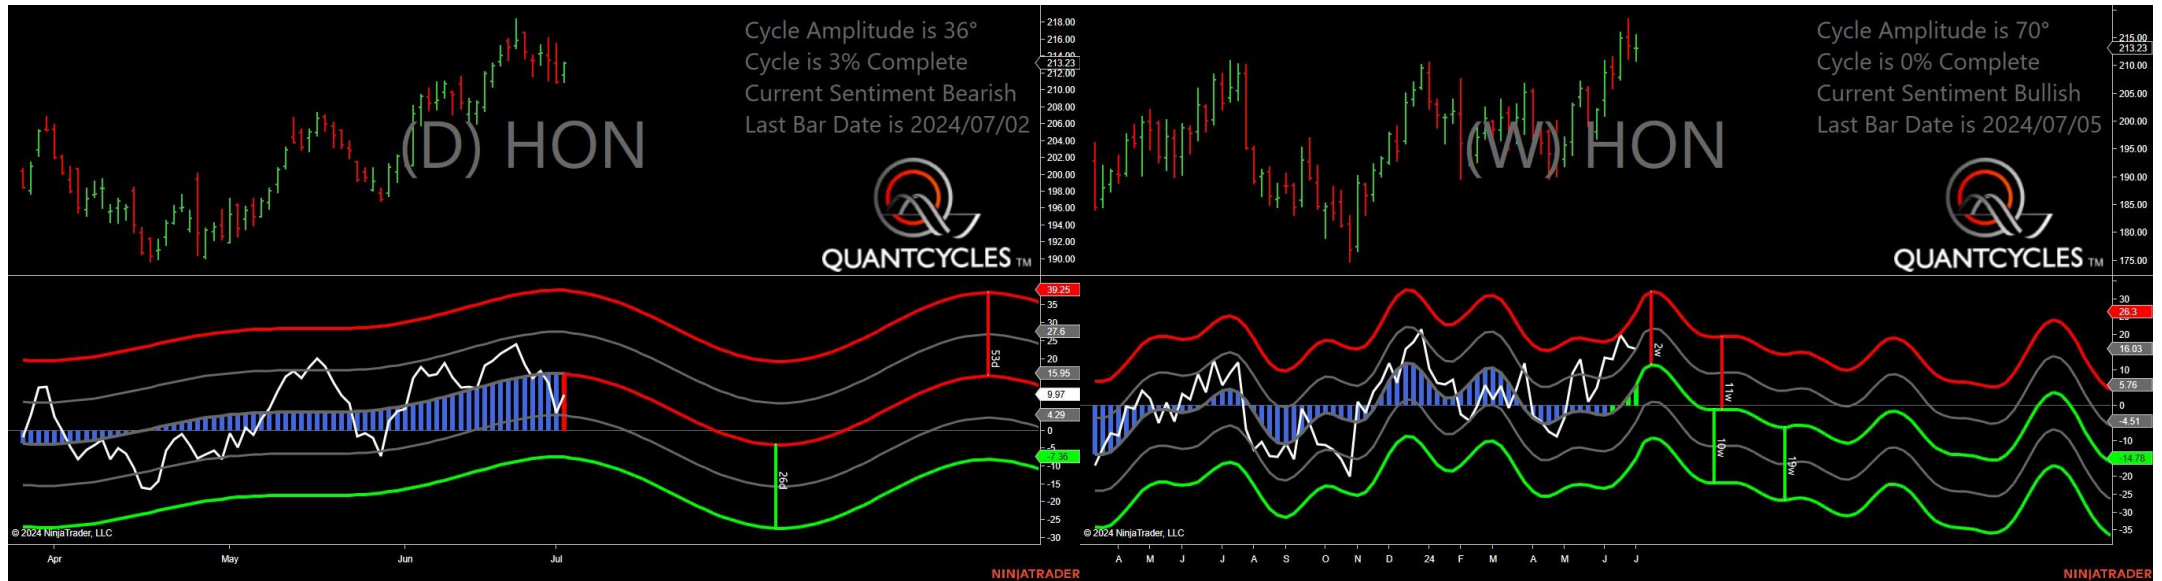 Cycle Amplitude is 36°
Cycle is 3% Complete
Current Sentiment Bearish
Last Bar Date is 2024/07/02
(D) HON
QUANTCYCLES TM
218.00
216.00
214.00
213.23
212.00
210.00
208.00
206.00
204.00
202.00
200.00
198.00
196.00
194.00
192.00
190.00
39.25
35
30
27.6
25
20
15.95
9.97
4.29
0
-5
-7.36
-10
-15
-20
-25
-30
53d
26d
© 2024 NinjaTrader, LLC
Apr May Jun Jul
NINJATRADER
Cycle Amplitude is 70°
Cycle is 0% Complete
Current Sentiment Bullish
Last Bar Date is 2024/07/05
(W) HON
QUANTCYCLES TM
215.00
213.23
210.00
205.00
200.00
195.00
190.00
185.00
180.00
175.00
30
26.3
20
16.03
10
5.76
0
-4.51
-10
-14.78
-20
-25
-30
-35
2w
11w
10w
19w
© 2024 NinjaTrader, LLC
A M J J A S O N D 24 F M A M J J
NINJATRADER